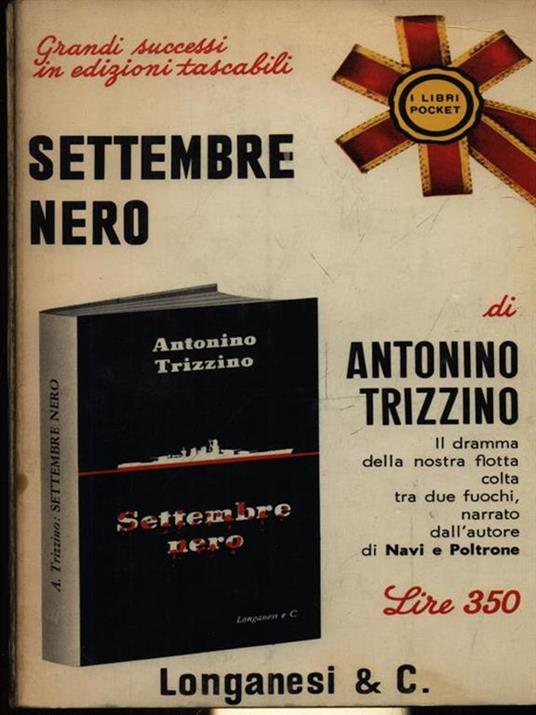 Grandi successi
in edizioni tascabili
I LIBRI
POCKET
SETTEMBRE
NERO
di
ANTONINO
TRIZZINO
Il dramma
della nostra flotta
colta
tra due fuochi,
narrato
dall'autore
di Navi e Poltrone
Lire 350
A. Trizzino: SETTEMBRE NERO
Antonino
Trizzino
Settembre
nero
Longanesi e C.
Longanesi & C.